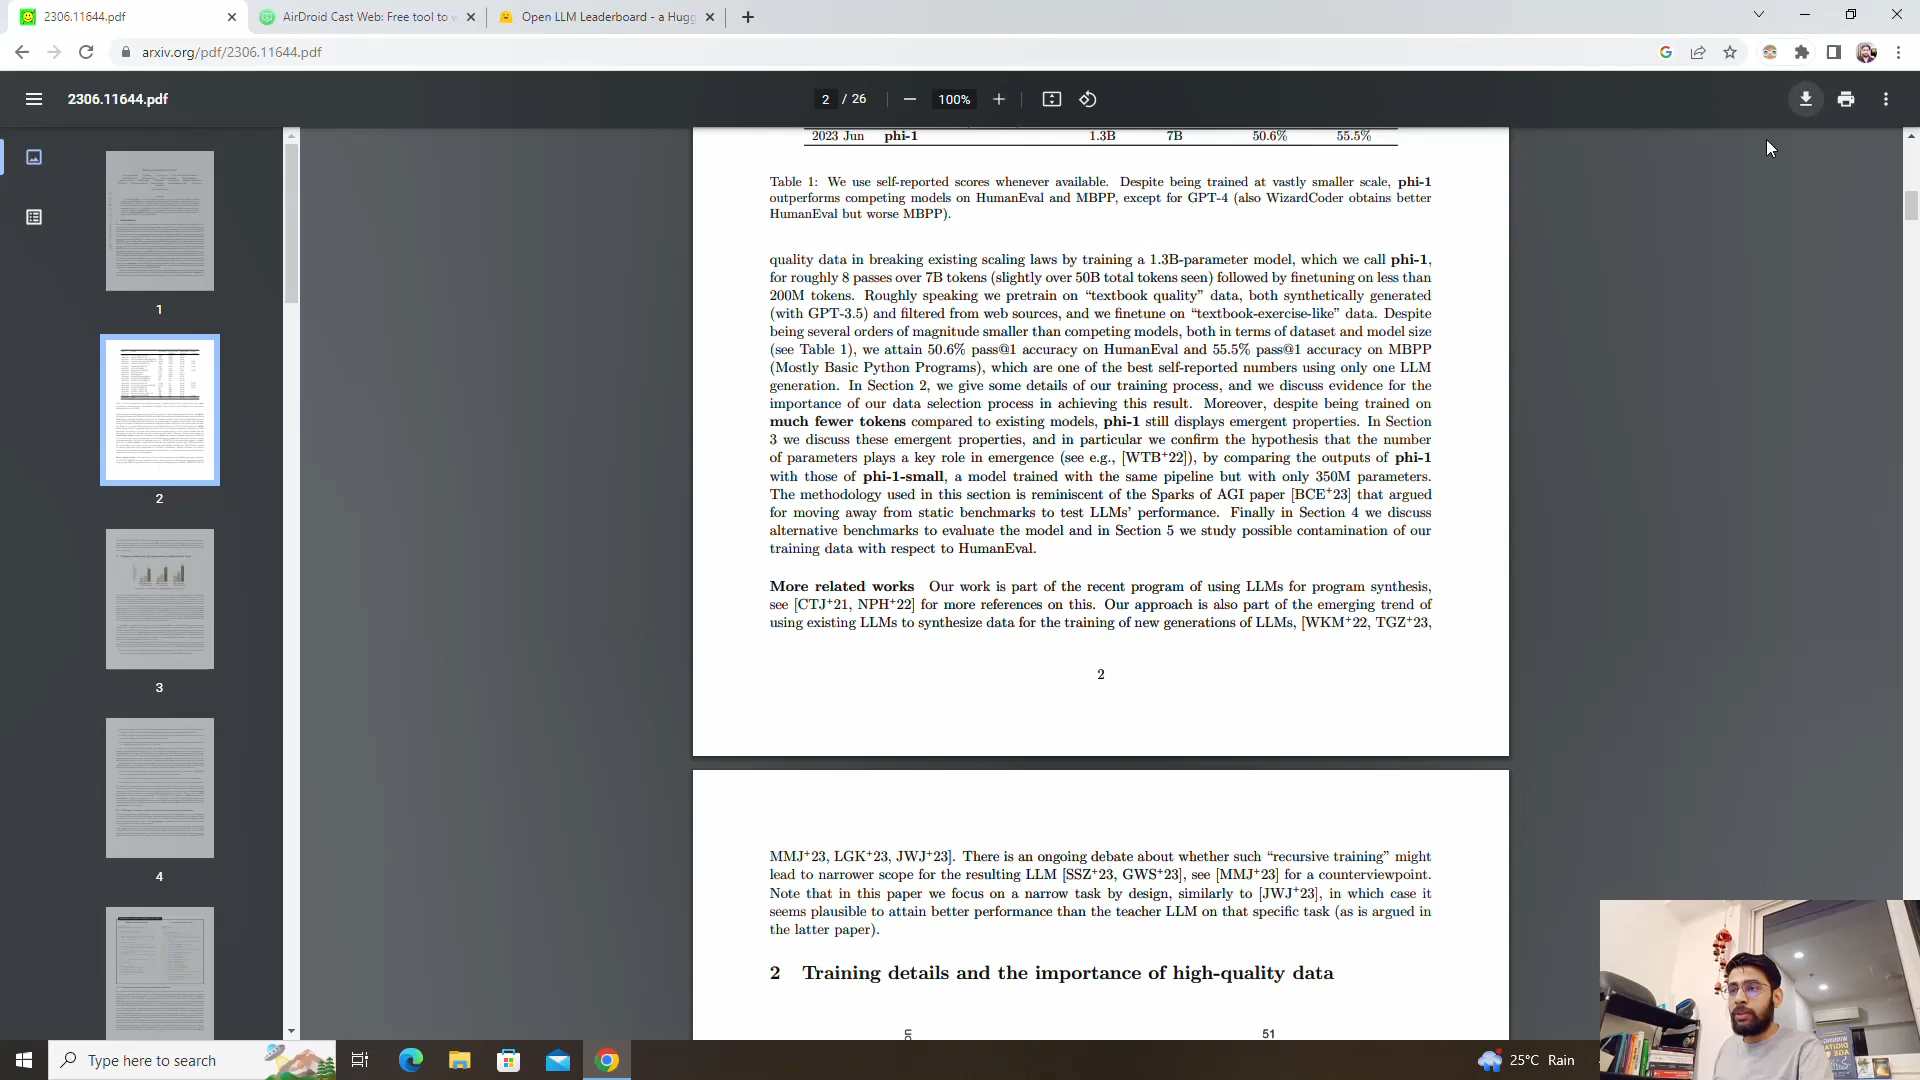 2306.11644.pdf
AirDroid Cast Web: Free tool to
Open LLM Leaderboard - a Hugg
arxiv.org/pdf/2306.11644.pdf
2306.11644.pdf
2 / 26
100%
1
2
3
4
2023 Jun phi-1 1.3B 7B 50.6% 55.5%
Table 1: We use self-reported scores whenever available. Despite being trained at vastly smaller scale, phi-1
outperforms competing models on HumanEval and MBPP, except for GPT-4 (also WizardCoder obtains better
HumanEval but worse MBPP).
quality data in breaking existing scaling laws by training a 1.3B-parameter model, which we call phi-1,
for roughly 8 passes over 7B tokens (slightly over 50B total tokens seen) followed by finetuning on less than
200M tokens. Roughly speaking we pretrain on “textbook quality” data, both synthetically generated
(with GPT-3.5) and filtered from web sources, and we finetune on “textbook-exercise-like” data. Despite
being several orders of magnitude smaller than competing models, both in terms of dataset and model size
(see Table 1), we attain 50.6% pass@1 accuracy on HumanEval and 55.5% pass@1 accuracy on MBPP
(Mostly Basic Python Programs), which are one of the best self-reported numbers using only one LLM
generation. In Section 2, we give some details of our training process, and we discuss evidence for the
importance of our data selection process in achieving this result. Moreover, despite being trained on
much fewer tokens compared to existing models, phi-1 still displays emergent properties. In Section
3 we discuss these emergent properties, and in particular we confirm the hypothesis that the number
of parameters plays a key role in emergence (see e.g., [WTB⁺22]), by comparing the outputs of phi-1
with those of phi-1-small, a model trained with the same pipeline but with only 350M parameters.
The methodology used in this section is reminiscent of the Sparks of AGI paper [BCE⁺23] that argued
for moving away from static benchmarks to test LLMs’ performance. Finally in Section 4 we discuss
alternative benchmarks to evaluate the model and in Section 5 we study possible contamination of our
training data with respect to HumanEval.
More related works Our work is part of the recent program of using LLMs for program synthesis,
see [CTJ⁺21, NPH⁺22] for more references on this. Our approach is also part of the emerging trend of
using existing LLMs to synthesize data for the training of new generations of LLMs, [WKM⁺22, TGZ⁺23,
2
MMJ⁺23, LGK⁺23, JWJ⁺23]. There is an ongoing debate about whether such “recursive training” might
lead to narrower scope for the resulting LLM [SSZ⁺23, GWS⁺23], see [MMJ⁺23] for a counterviewpoint.
Note that in this paper we focus on a narrow task by design, similarly to [JWJ⁺23], in which case it
seems plausible to attain better performance than the teacher LLM on that specific task (as is argued in
the latter paper).
2 Training details and the importance of high-quality data
51
WINNING
DIGITAL
AGE
Type here to search
25°C Rain